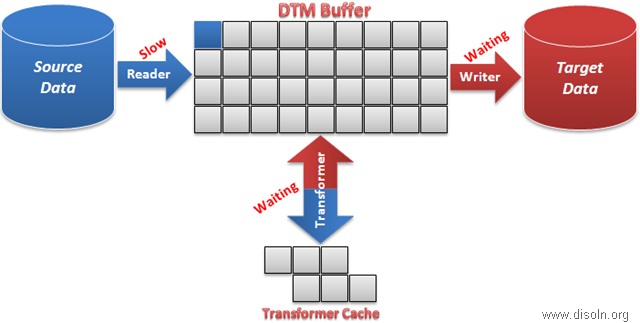 DTM Buffer
Source
Data
Slow
Reader
Waiting
Writer
Target
Data
Waiting
Transformer
Transformer Cache
www.disoln.org